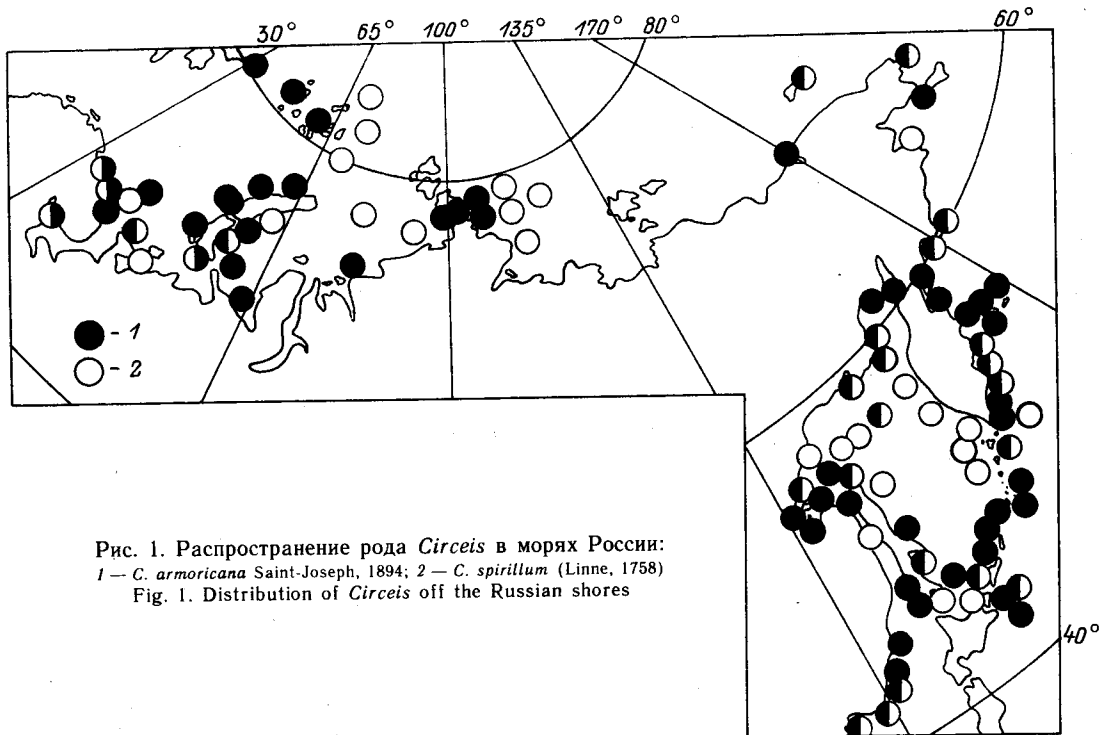 30° 65° 100° 135° 170° 80° 60°
- 1
- 2
40°
Рис. 1. Распространение рода Circeis в морях России:
1 — C. armoricana Saint-Joseph, 1894; 2 — C. spirillum (Linne, 1758)
Fig. 1. Distribution of Circeis off the Russian shores